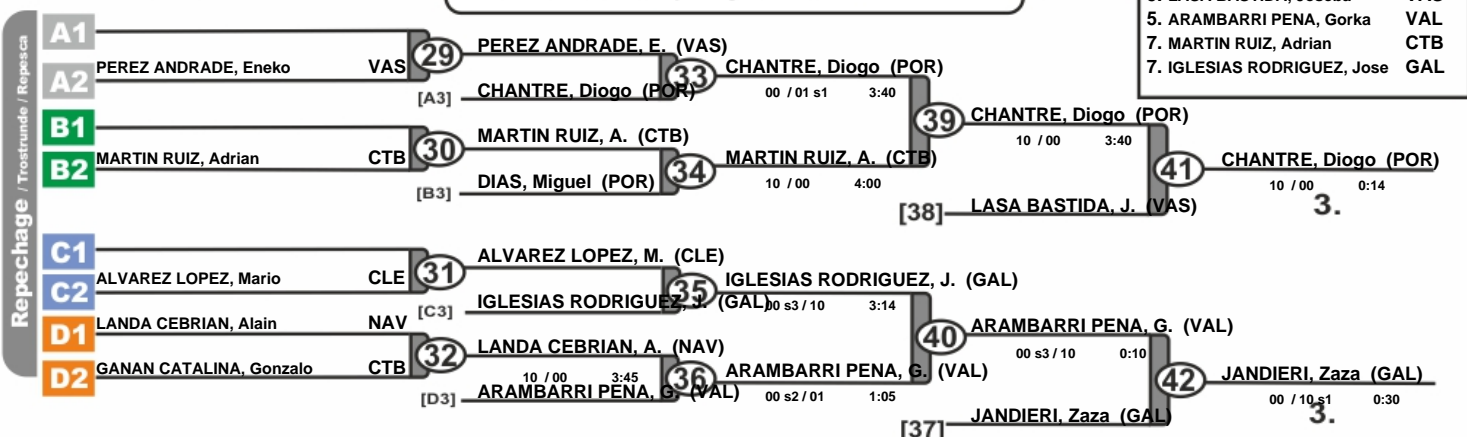 5. ARAMBARRI PENA, Gorka VAL
7. MARTIN RUIZ, Adrian CTB
7. IGLESIAS RODRIGUEZ, Jose GAL
Repechage / Trostrunde / Repesca
A1
A2 PEREZ ANDRADE, Eneko VAS
B1
B2 MARTIN RUIZ, Adrian CTB
C1
C2 ALVAREZ LOPEZ, Mario CLE
D1 LANDA CEBRIAN, Alain NAV
D2 GANAN CATALINA, Gonzalo CTB
29 PEREZ ANDRADE, E. (VAS)
[A3] CHANTRE, Diogo (POR)
30 MARTIN RUIZ, A. (CTB)
[B3] DIAS, Miguel (POR)
31 ALVAREZ LOPEZ, M. (CLE)
[C3] IGLESIAS RODRIGUEZ, J. (GAL)
32 LANDA CEBRIAN, A. (NAV)
10 / 00 3:45
[D3] ARAMBARRI PENA, G. (VAL)
33 CHANTRE, Diogo (POR)
00 / 01 s1 3:40
34 MARTIN RUIZ, A. (CTB)
10 / 00 4:00
35 IGLESIAS RODRIGUEZ, J. (GAL)
00 s3 / 10 3:14
36 ARAMBARRI PENA, G. (VAL)
00 s2 / 01 1:05
39 CHANTRE, Diogo (POR)
10 / 00 3:40
[38] LASA BASTIDA, J. (VAS)
40 ARAMBARRI PENA, G. (VAL)
00 s3 / 10 0:10
[37] JANDIERI, Zaza (GAL)
41 CHANTRE, Diogo (POR)
10 / 00 0:14
3.
42 JANDIERI, Zaza (GAL)
00 / 10 s1 0:30
3.